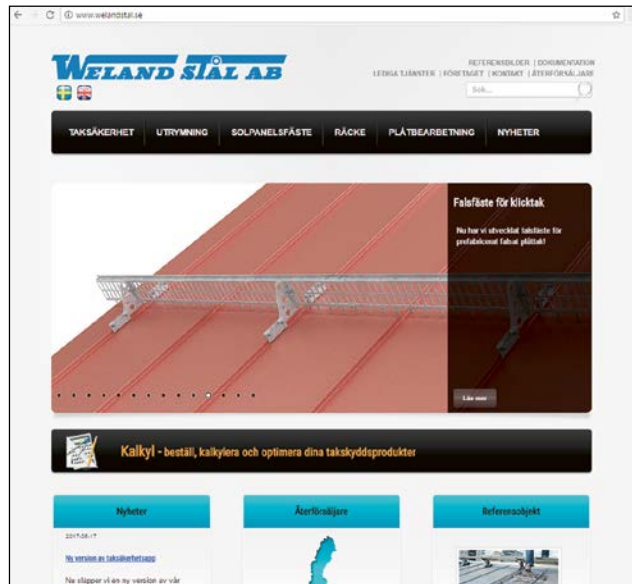 www.welandstal.se
WELAND STÅL AB
REFERENSBILDER | DOKUMENTATION
LEDIGA TJÄNSTER | FÖRETAGET | KONTAKT | ÅTERFÖRSÄLJARE
Sök...
TAKSÄKERHET UTRYMNING SOLPANELSFÄSTE RÄCKE PLÅTBEARBETNING NYHETER
Falsfäste för klicktak
Nu har vi utvecklat falsfäste för
prefabricerat falsat plåttak!
Läs mer
Kalkyl - beställ, kalkylera och optimera dina takskyddsprodukter
Nyheter Återförsäljare Referensobjekt
Ny version av taksäkerhetsapp
Nu släpper vi en ny version av vår